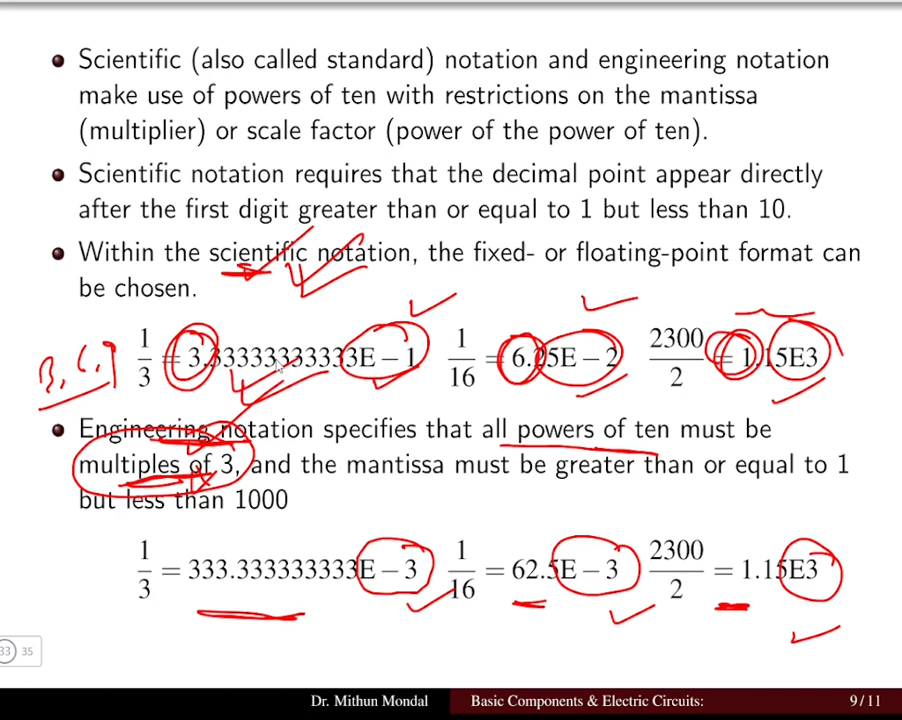 Scientific (also called standard) notation and engineering notation
make use of powers of ten with restrictions on the mantissa
(multiplier) or scale factor (power of the power of ten).
Scientific notation requires that the decimal point appear directly
after the first digit greater than or equal to 1 but less than 10.
Within the scientific notation, the fixed- or floating-point format can
be chosen.
1/3 = 3.33333333333E − 1 1/16 = 6.25E − 2 2300/2 = 1.15E3
Engineering notation specifies that all powers of ten must be
multiples of 3, and the mantissa must be greater than or equal to 1
but less than 1000
1/3 = 333.333333333E − 3 1/16 = 62.5E − 3 2300/2 = 1.15E3
33 35
Dr. Mithun Mondal Basic Components & Electric Circuits: 9/11